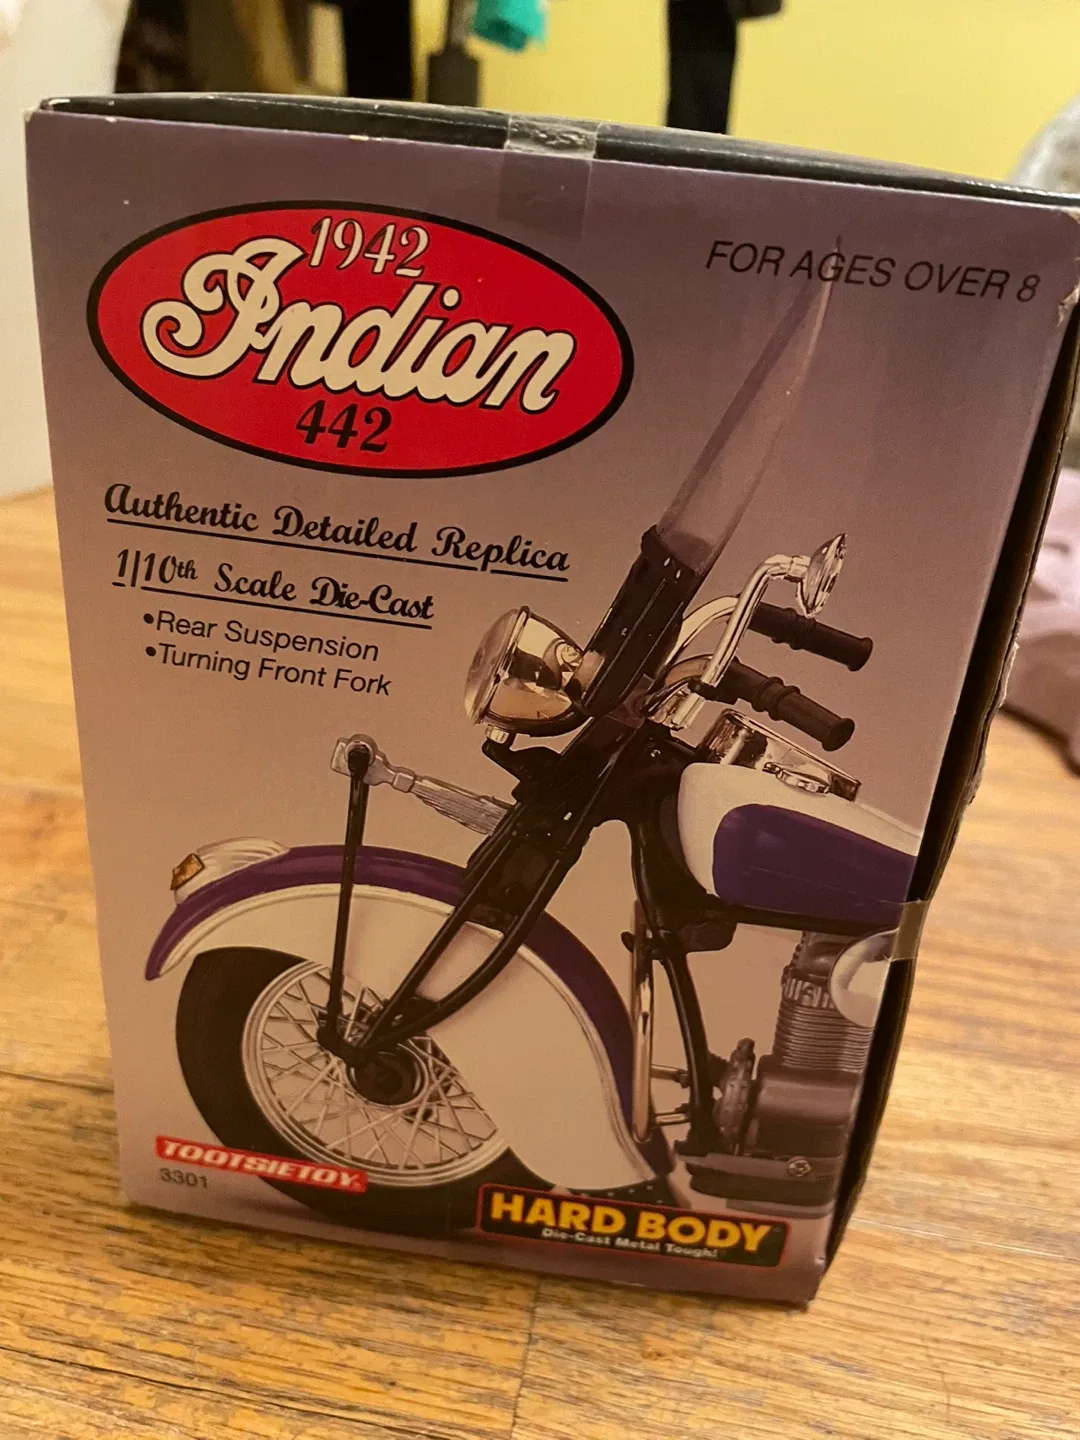 1942
Indian
442
FOR AGES OVER 8
Authentic Detailed Replica
1/10th Scale Die-Cast
•Rear Suspension
•Turning Front Fork
TOOTSIETOY
3301
HARD BODY
Die-Cast Metal Tough!